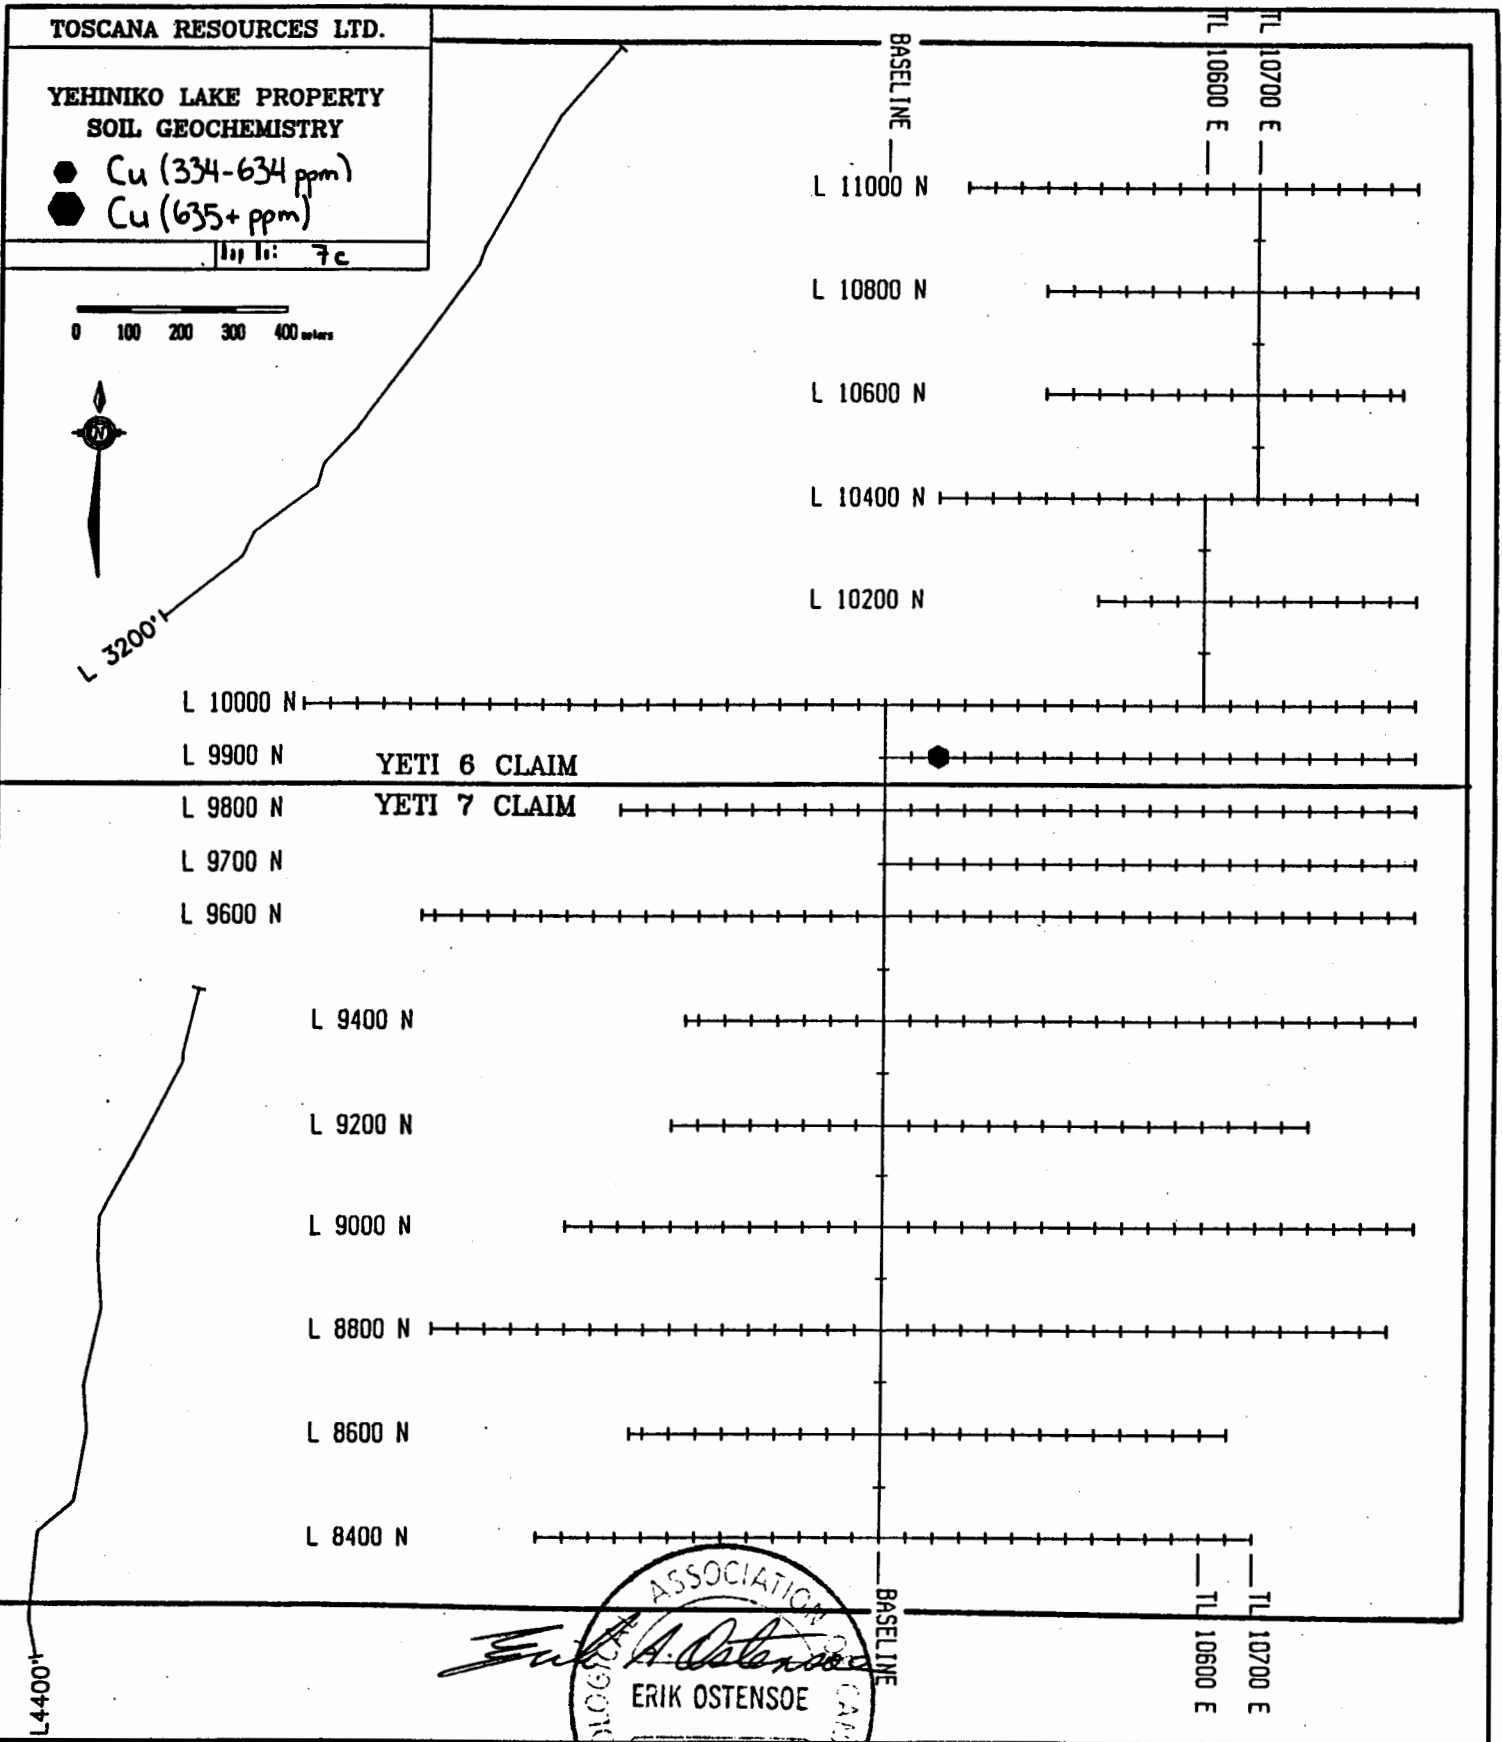 TOSCANA RESOURCES LTD.
YEHINIKO LAKE PROPERTY
SOIL GEOCHEMISTRY
Cu (334-634 ppm)
Cu (635+ ppm)
7c
0 100 200 300 400 meters
N
BASELINE
TL 10600 E
TL 10700 E
L 11000 N
L 10800 N
L 10600 N
L 10400 N
L 10200 N
L 3200'
L 10000 N
L 9900 N
YETI 6 CLAIM
YETI 7 CLAIM
L 9800 N
L 9700 N
L 9600 N
L 9400 N
L 9200 N
L 9000 N
L 8800 N
L 8600 N
L 8400 N
L4400'
BASELINE
TL 10600 E
TL 10700 E
ASSOCIATION
Erik A. Ostensoe
ERIK OSTENSOE